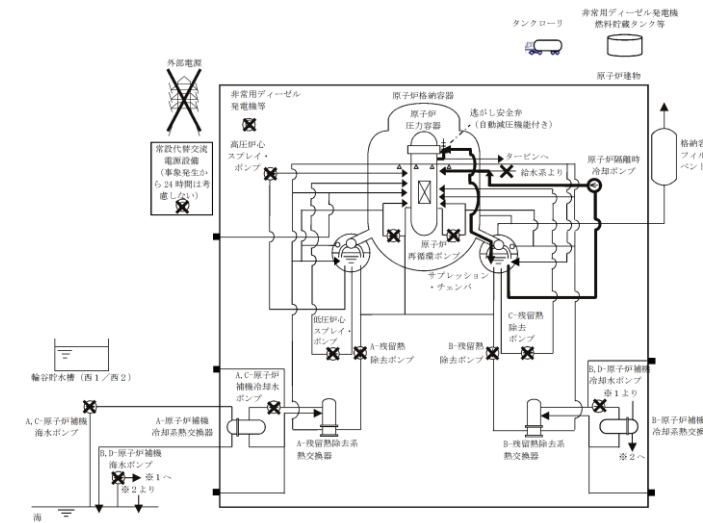 タンクローリ
非常用ディーゼル発電機
燃料貯蔵タンク等
外部電源
原子炉建物
非常用ディーゼル
発電機等
原子炉格納容器
原子炉
圧力容器
逃がし安全弁
(自動減圧機能付き)
高圧炉心
スプレイ・
ポンプ
タービンへ
給水系より
原子炉隔離時
冷却ポンプ
格納容
フィル
ベント
常設代替交流
電源設備
(事象発生か
ら24時間は考
慮しない)
原子炉
再循環ポンプ
サプレッション
・チェンバ
低圧炉心
スプレイ・
ポンプ
A-残留熱
除去ポンプ
B-残留熱
除去ポンプ
C-残留熱
除去
ポンプ
輪谷貯水槽(西1/西2)
A,C-原子炉
補機冷却水
ポンプ
B,D-原子炉補機
冷却水ポンプ
※1より
A,C-原子炉補機
海水ポンプ
A-原子炉補機
冷却系熱交換器
A-残留熱除去系
熱交換器
B-残留熱除去系
熱交換器
B-原子炉補機
冷却系熱交換
※2へ
B,D-原子炉補機
海水ポンプ
※1へ
※2より
海